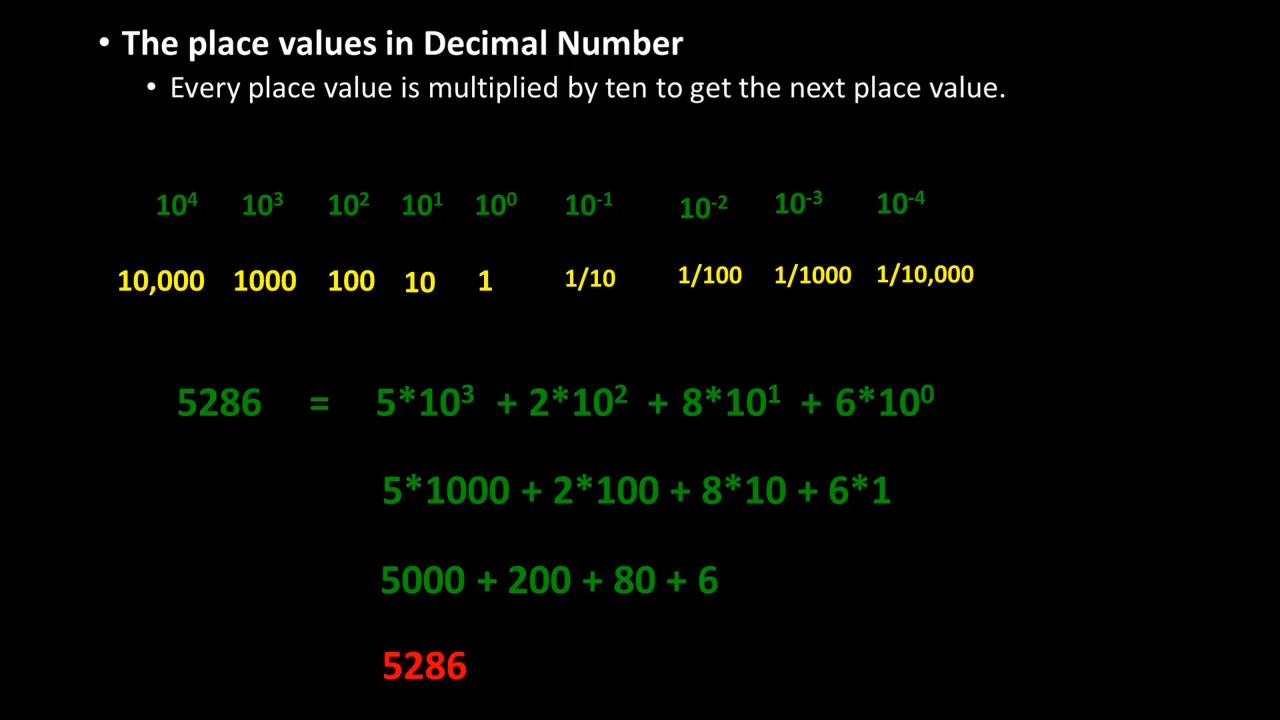 • The place values in Decimal Number
• Every place value is multiplied by ten to get the next place value.
10⁴ 10³ 10² 10¹ 10⁰ 10⁻¹ 10⁻² 10⁻³ 10⁻⁴
10,000 1000 100 10 1 1/10 1/100 1/1000 1/10,000
5286 = 5*10³ + 2*10² + 8*10¹ + 6*10⁰
5*1000 + 2*100 + 8*10 + 6*1
5000 + 200 + 80 + 6
5286